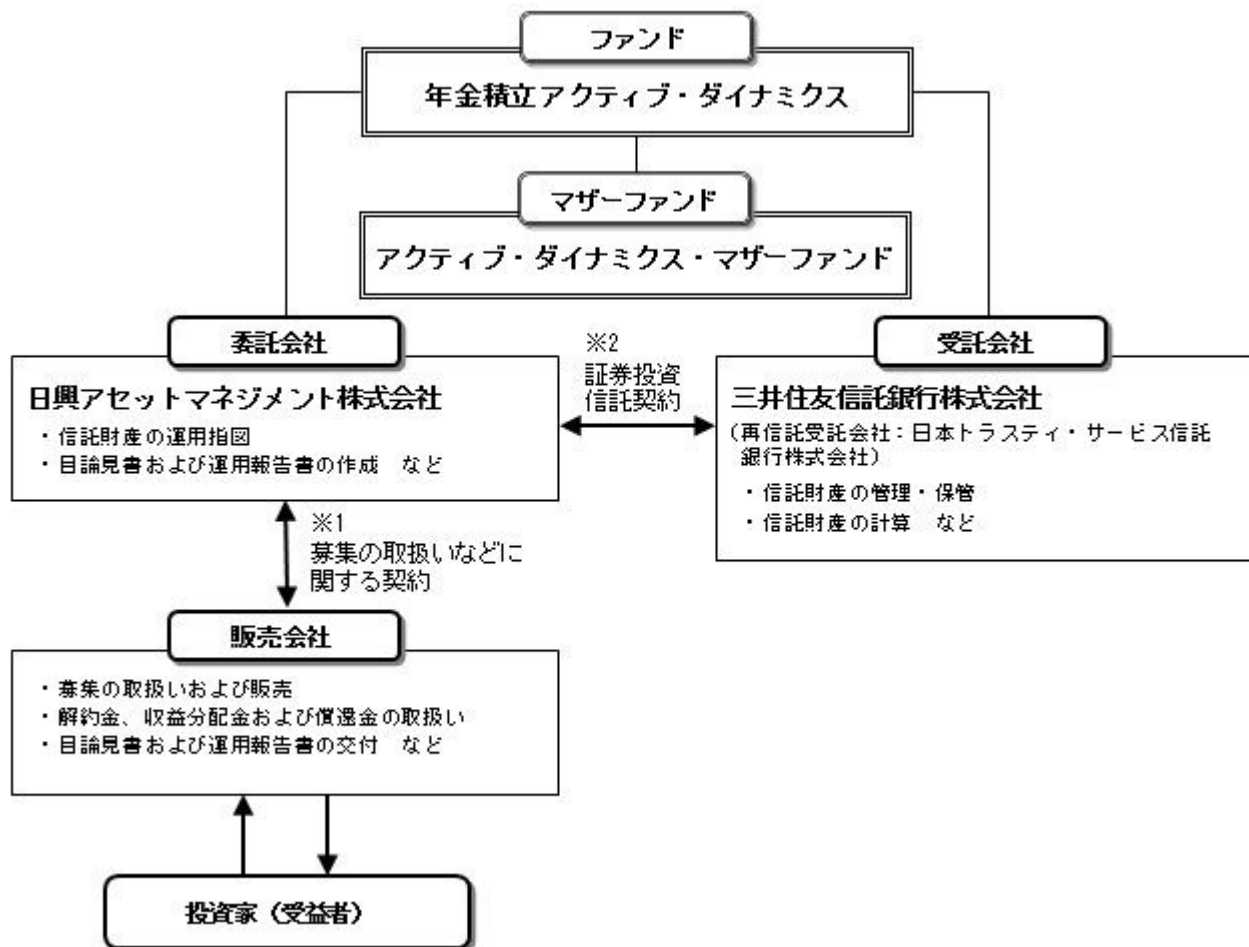 ファンド
年金積立アクティブ・ダイナミクス
マザーファンド
アクティブ・ダイナミクス・マザーファンド
委託会社
日興アセットマネジメント株式会社
・信託財産の運用指図
・目論見書および運用報告書の作成　など
※2
証券投資
信託契約
受託会社
三井住友信託銀行株式会社
（再信託受託会社：日本トラスティ・サービス信託
銀行株式会社）
・信託財産の管理・保管
・信託財産の計算　など
※1
募集の取扱いなどに
関する契約
販売会社
・募集の取扱いおよび販売
・解約金、収益分配金および償還金の取扱い
・目論見書および運用報告書の交付　など
投資家（受益者）